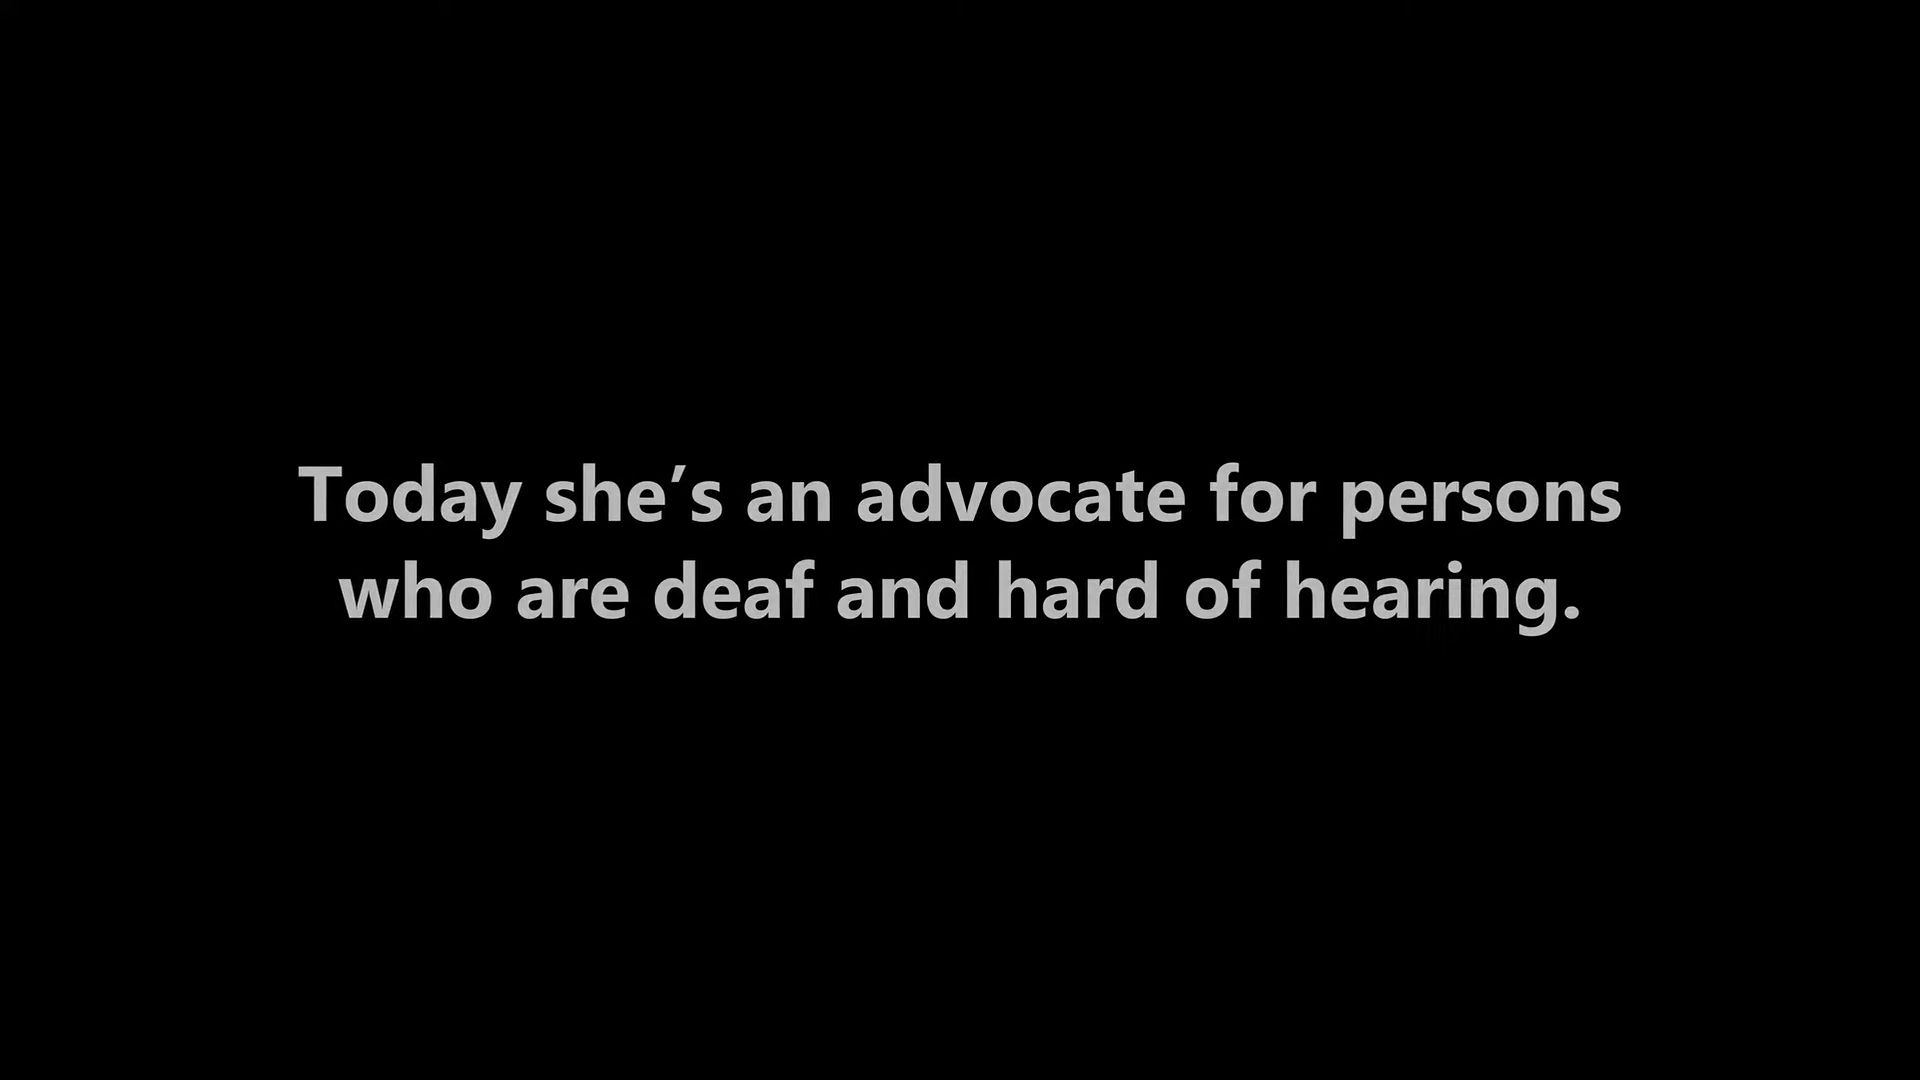 Today she’s an advocate for persons
who are deaf and hard of hearing.